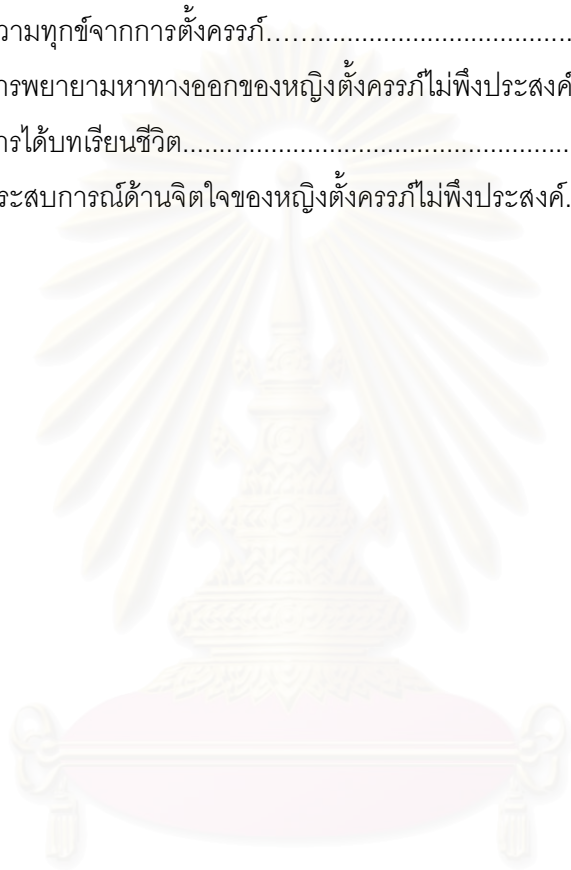 วามทุกข์จากการตั้งครรภ์................................................
ารพยายามหาทางออกของหญิงตั้งครรภ์ไม่พึงประสงค์
ารได้บทเรียนชีวิต......................................................
ระสบการณ์ด้านจิตใจของหญิงตั้งครรภ์ไม่พึงประสงค์.